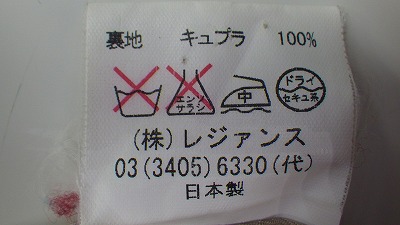 裏地 キュプラ 100%
エンソ
サラシ
中
ドライ
セキユ系
(株)レジァンス
03(3405)6330(代)
日本製